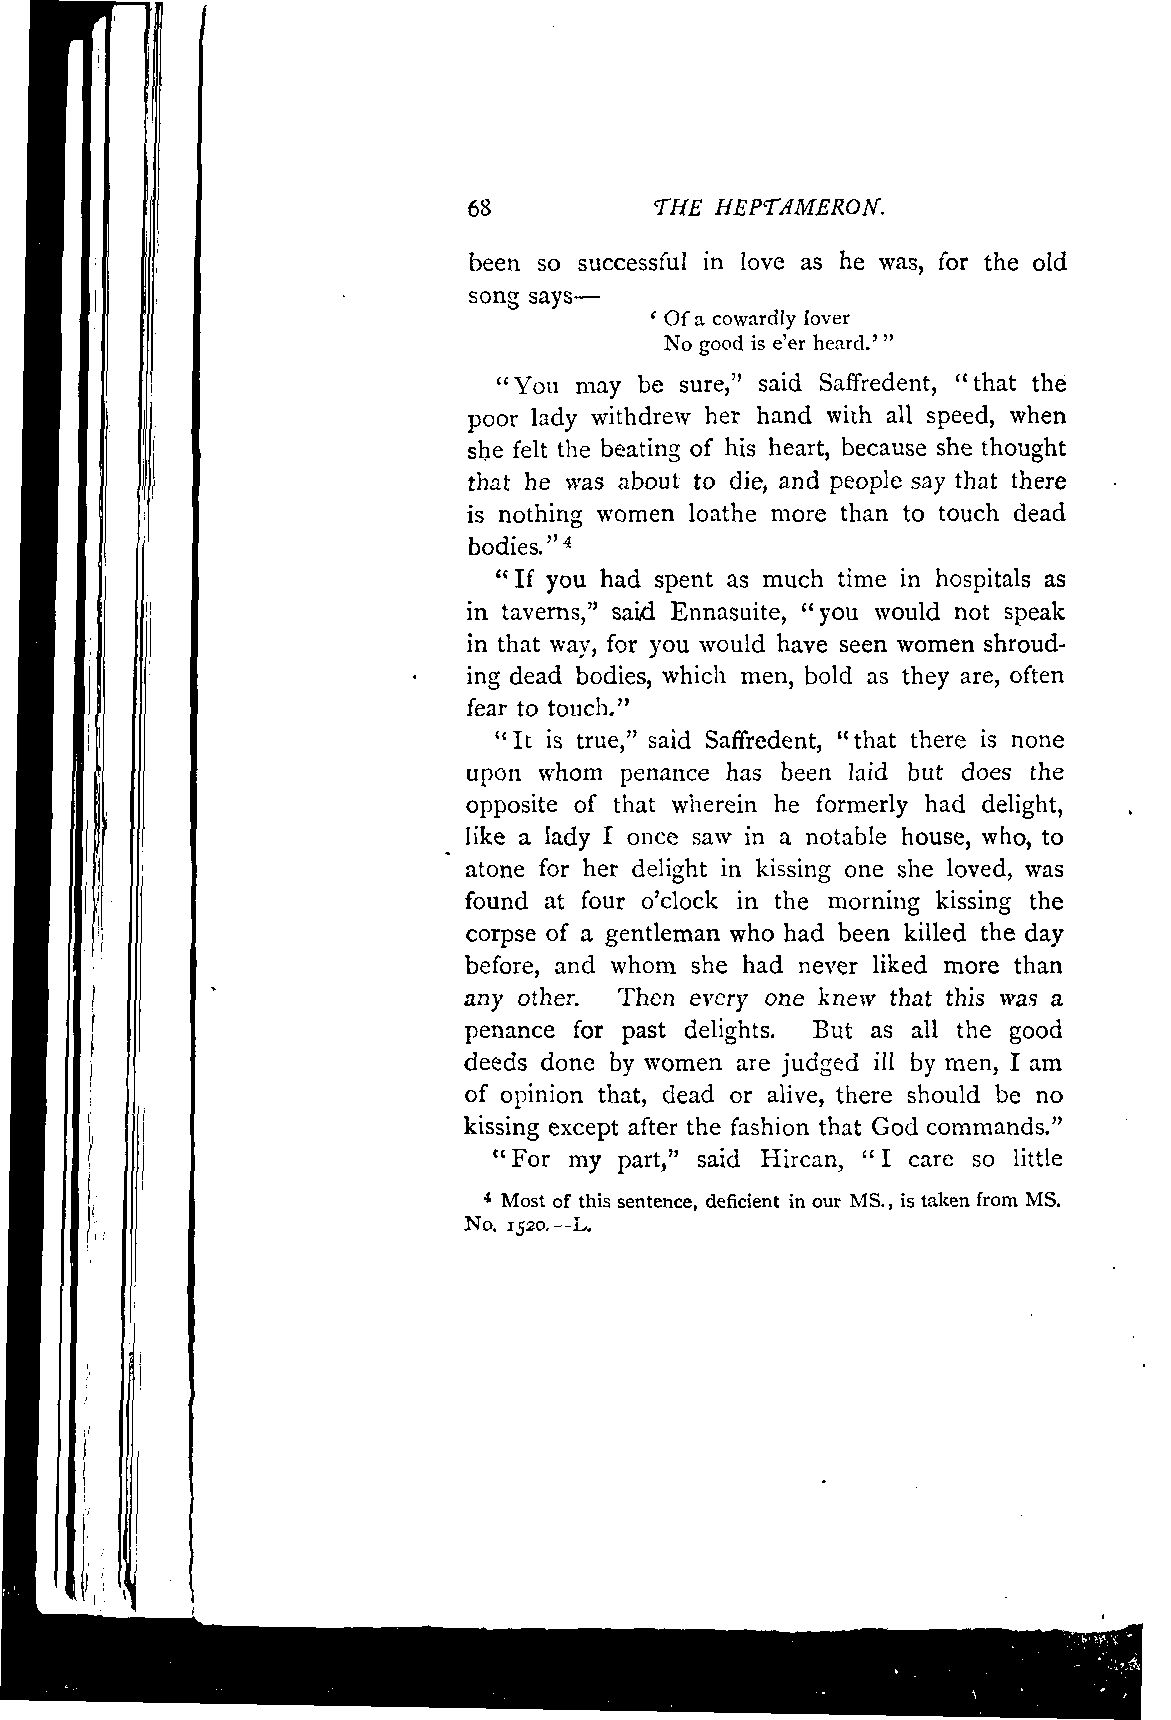 68 THE HEPTAMERON.
been so successful in love as he was, for the old
song says—
‘ Of a cowardly lover
No good is e’er heard.’ ”
“You may be sure,” said Saffredent, “that the
poor lady withdrew her hand with all speed, when
she felt the beating of his heart, because she thought
that he was about to die, and people say that there
is nothing women loathe more than to touch dead
bodies.” 4
“If you had spent as much time in hospitals as
in taverns,” said Ennasuite, “you would not speak
in that way, for you would have seen women shroud-
ing dead bodies, which men, bold as they are, often
fear to touch.”
“It is true,” said Saffredent, “that there is none
upon whom penance has been laid but does the
opposite of that wherein he formerly had delight,
like a lady I once saw in a notable house, who, to
atone for her delight in kissing one she loved, was
found at four o’clock in the morning kissing the
corpse of a gentleman who had been killed the day
before, and whom she had never liked more than
any other. Then every one knew that this was a
penance for past delights. But as all the good
deeds done by women are judged ill by men, I am
of opinion that, dead or alive, there should be no
kissing except after the fashion that God commands.”
“For my part,” said Hircan, “I care so little
4 Most of this sentence, deficient in our MS., is taken from MS.
No. 1520.--L.